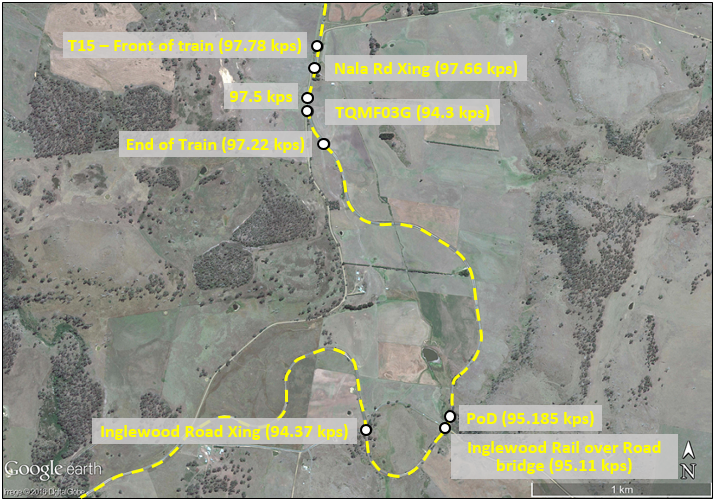 T15 – Front of train (97.78 kps)
Nala Rd Xing (97.66 kps)
97.5 kps
TQMF03G (94.3 kps)
End of Train (97.22 kps)
PoD (95.185 kps)
Inglewood Road Xing (94.37 kps)
Inglewood Rail over Road
bridge (95.11 kps)
N
Google earth
1 km